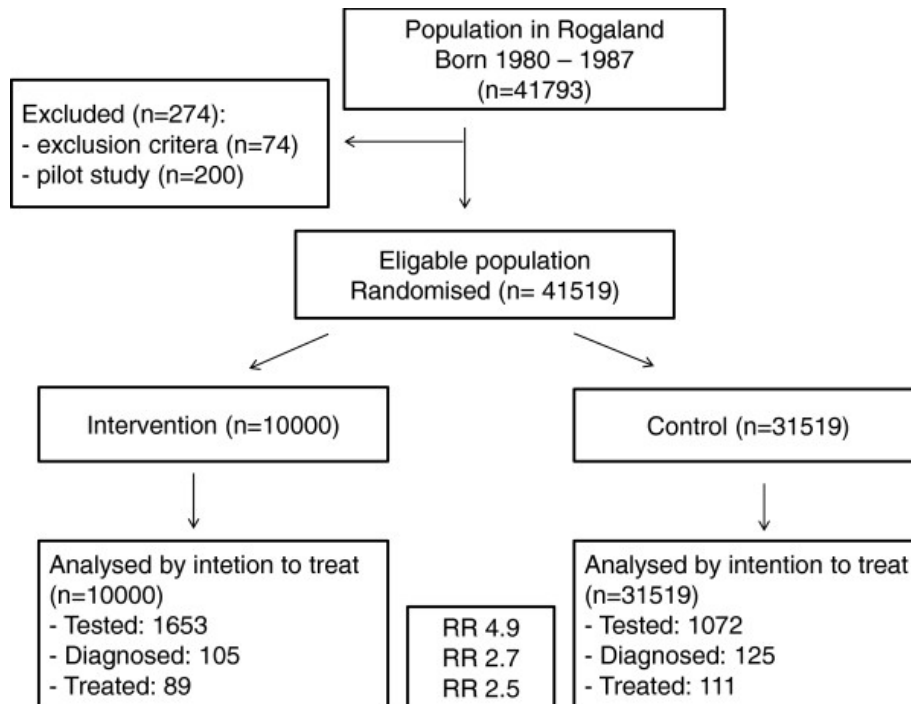 Population in Rogaland
Born 1980 – 1987
(n=41793)
Excluded (n=274):
- exclusion critera (n=74)
- pilot study (n=200)
Eligable population
Randomised (n= 41519)
Intervention (n=10000)
Control (n=31519)
Analysed by intetion to treat
(n=10000)
- Tested: 1653
- Diagnosed: 105
- Treated: 89
RR 4.9
RR 2.7
RR 2.5
Analysed by intention to treat
(n=31519)
- Tested: 1072
- Diagnosed: 125
- Treated: 111